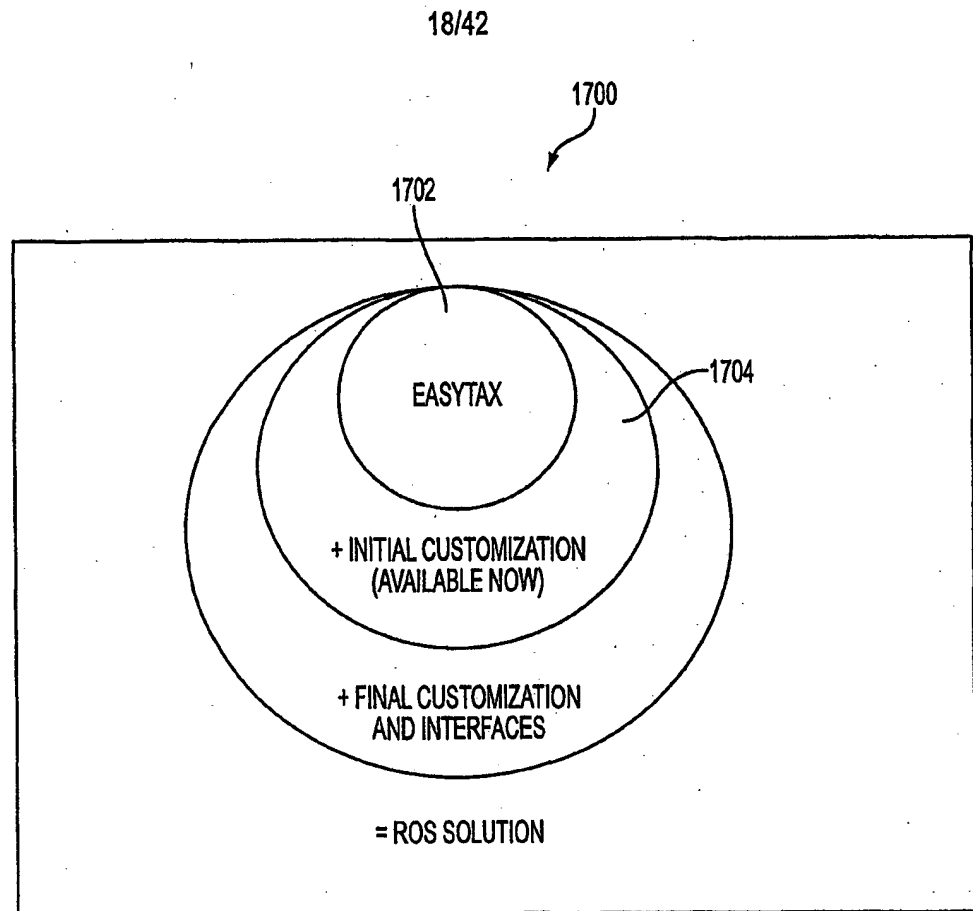 18/42
1700
1702
1704
EASYTAX
+ INITIAL CUSTOMIZATION
(AVAILABLE NOW)
+ FINAL CUSTOMIZATION
AND INTERFACES
= ROS SOLUTION